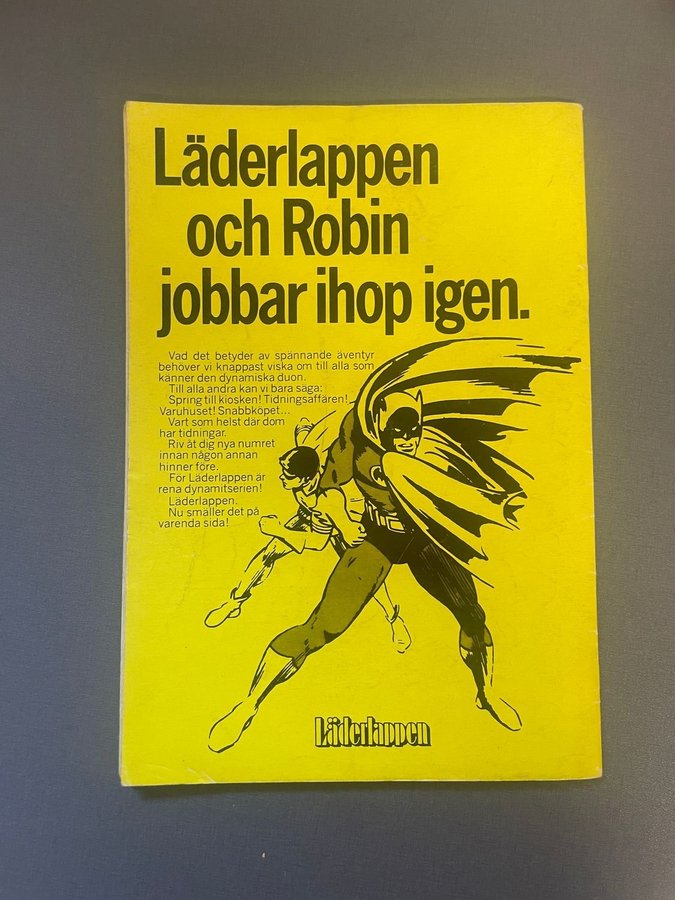 Läderlappen
och Robin
jobbar ihop igen.
Vad det betyder av spännande äventyr
behöver vi knappast viska om till alla som
känner den dynamiska duon.
Till alla andra kan vi bara säga:
Spring till kiosken! Tidningsaffären!
Varuhuset! Snabbköpet...
Vart som helst där dom
har tidningar.
Riv åt dig nya numret
innan någon annan
hinner före.
För Läderlappen är
rena dynamitserien!
Läderlappen.
Nu smäller det på
varenda sida!
Läderlappen